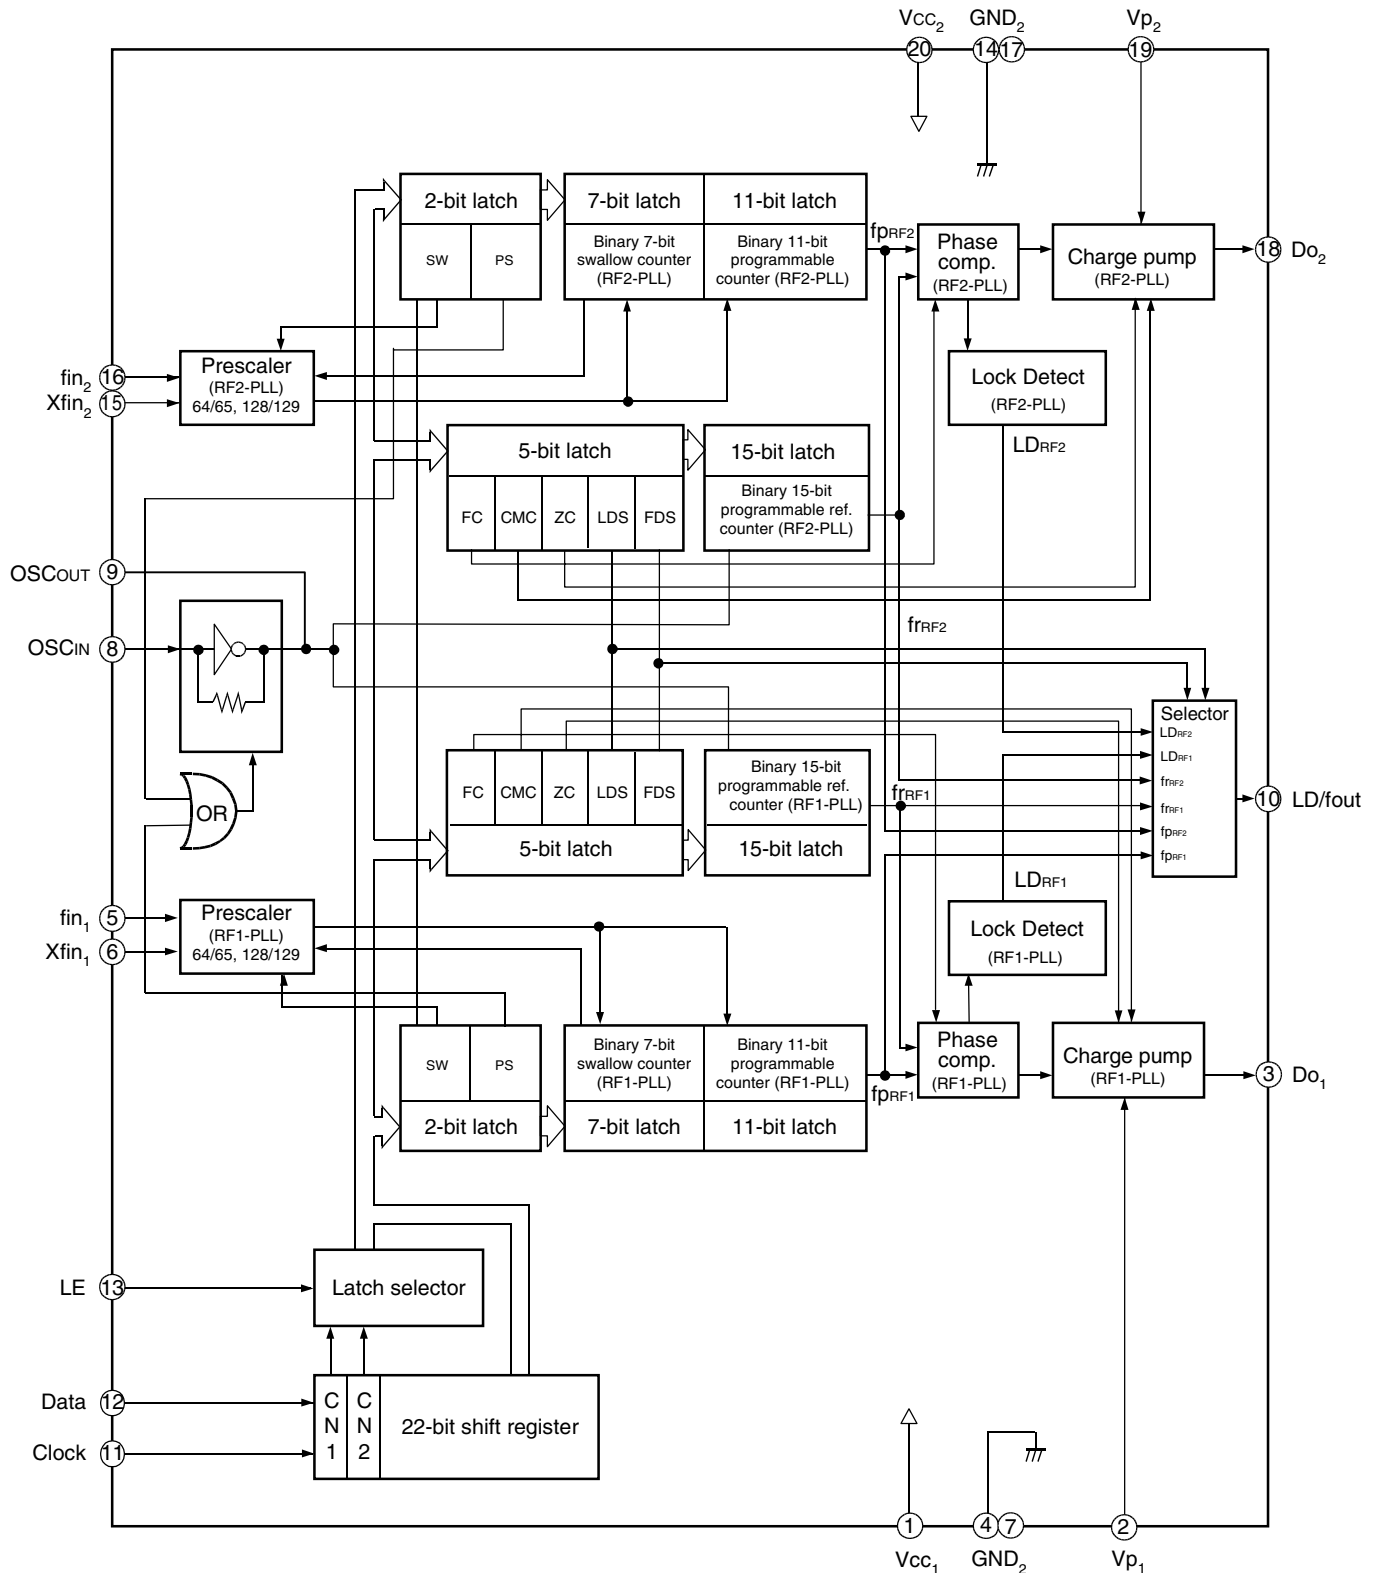 VCC2 GND2 Vp2
20 14 17 19
2-bit latch 7-bit latch 11-bit latch
SW PS
Binary 7-bit
swallow counter
(RF2-PLL)
Binary 11-bit
programmable
counter (RF2-PLL)
fpRF2
Phase
comp.
(RF2-PLL)
Charge pump
(RF2-PLL)
18 Do2
fin2 16
Xfin2 15
Prescaler
(RF2-PLL)
64/65, 128/129
Lock Detect
(RF2-PLL)
LDRF2
5-bit latch 15-bit latch
FC CMC ZC LDS FDS
Binary 15-bit
programmable ref.
counter (RF2-PLL)
OSCOUT 9
OSCIN 8
frRF2
OR
Selector
LDRF2
LDRF1
frRF2
frRF1
fpRF2
fpRF1
10 LD/fout
FC CMC ZC LDS FDS
Binary 15-bit
programmable ref.
counter (RF1-PLL)
frRF1
5-bit latch 15-bit latch
LDRF1
fin1 5
Xfin1 6
Prescaler
(RF1-PLL)
64/65, 128/129
Lock Detect
(RF1-PLL)
SW PS
Binary 7-bit
swallow counter
(RF1-PLL)
Binary 11-bit
programmable
counter (RF1-PLL)
fpRF1
Phase
comp.
(RF1-PLL)
Charge pump
(RF1-PLL)
3 Do1
2-bit latch 7-bit latch 11-bit latch
LE 13
Latch selector
Data 12
Clock 11
C
N
1
C
N
2
22-bit shift register
1 4 7 2
Vcc1 GND2 Vp1